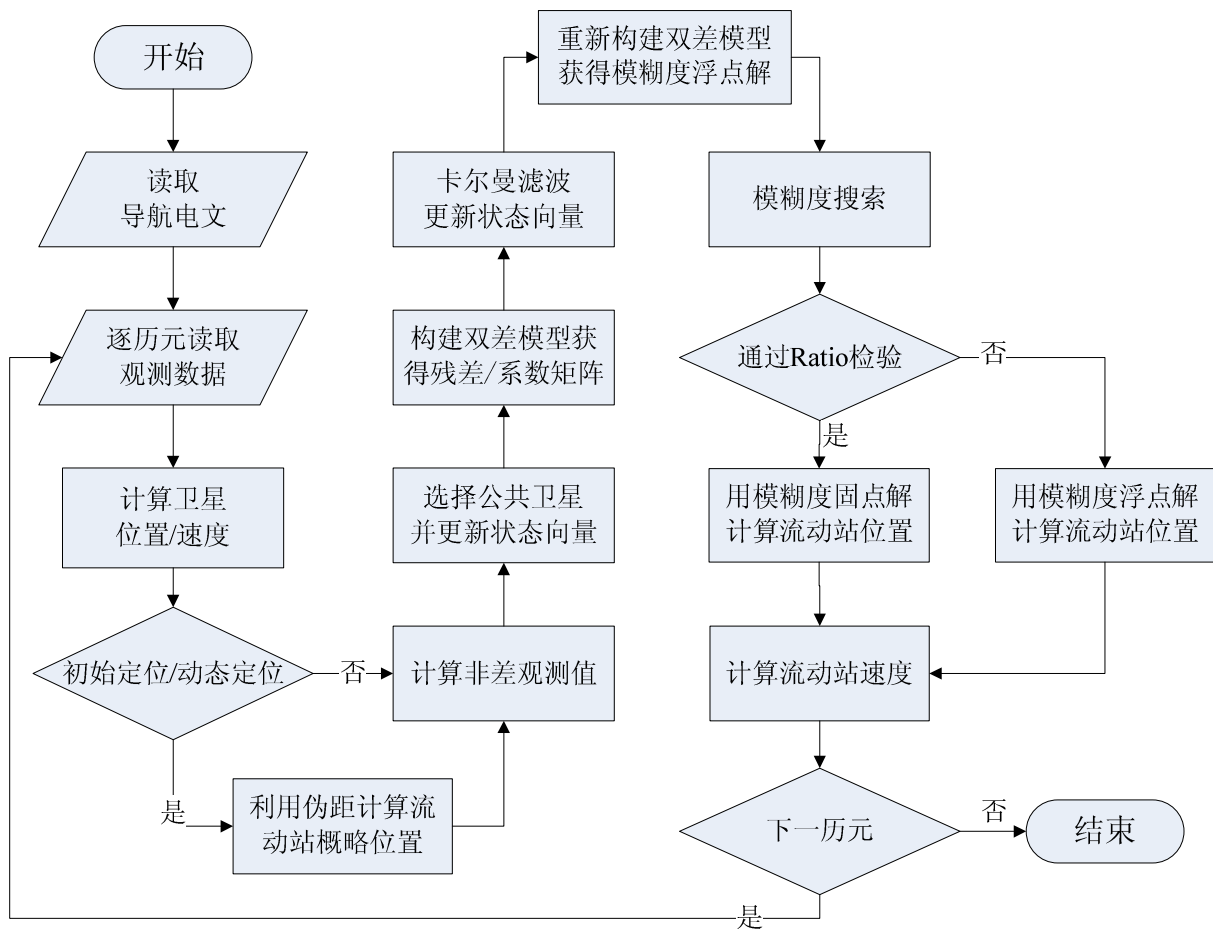 开始
读取
导航电文
逐历元读取
观测数据
计算卫星
位置/速度
初始定位/动态定位
否
是
利用伪距计算流
动站概略位置
计算非差观测值
选择公共卫星
并更新状态向量
构建双差模型获
得残差/系数矩阵
卡尔曼滤波
更新状态向量
重新构建双差模型
获得模糊度浮点解
模糊度搜索
通过Ratio检验
否
是
用模糊度固点解
计算流动站位置
用模糊度浮点解
计算流动站位置
计算流动站速度
下一历元
否
结束
是